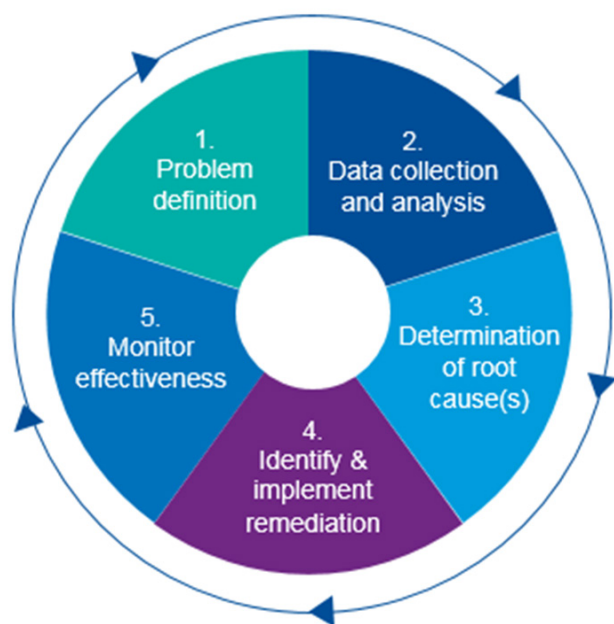 1.
Problem
definition
2.
Data collection
and analysis
3.
Determination
of root
cause(s)
4.
Identify &
implement
remediation
5.
Monitor
effectiveness